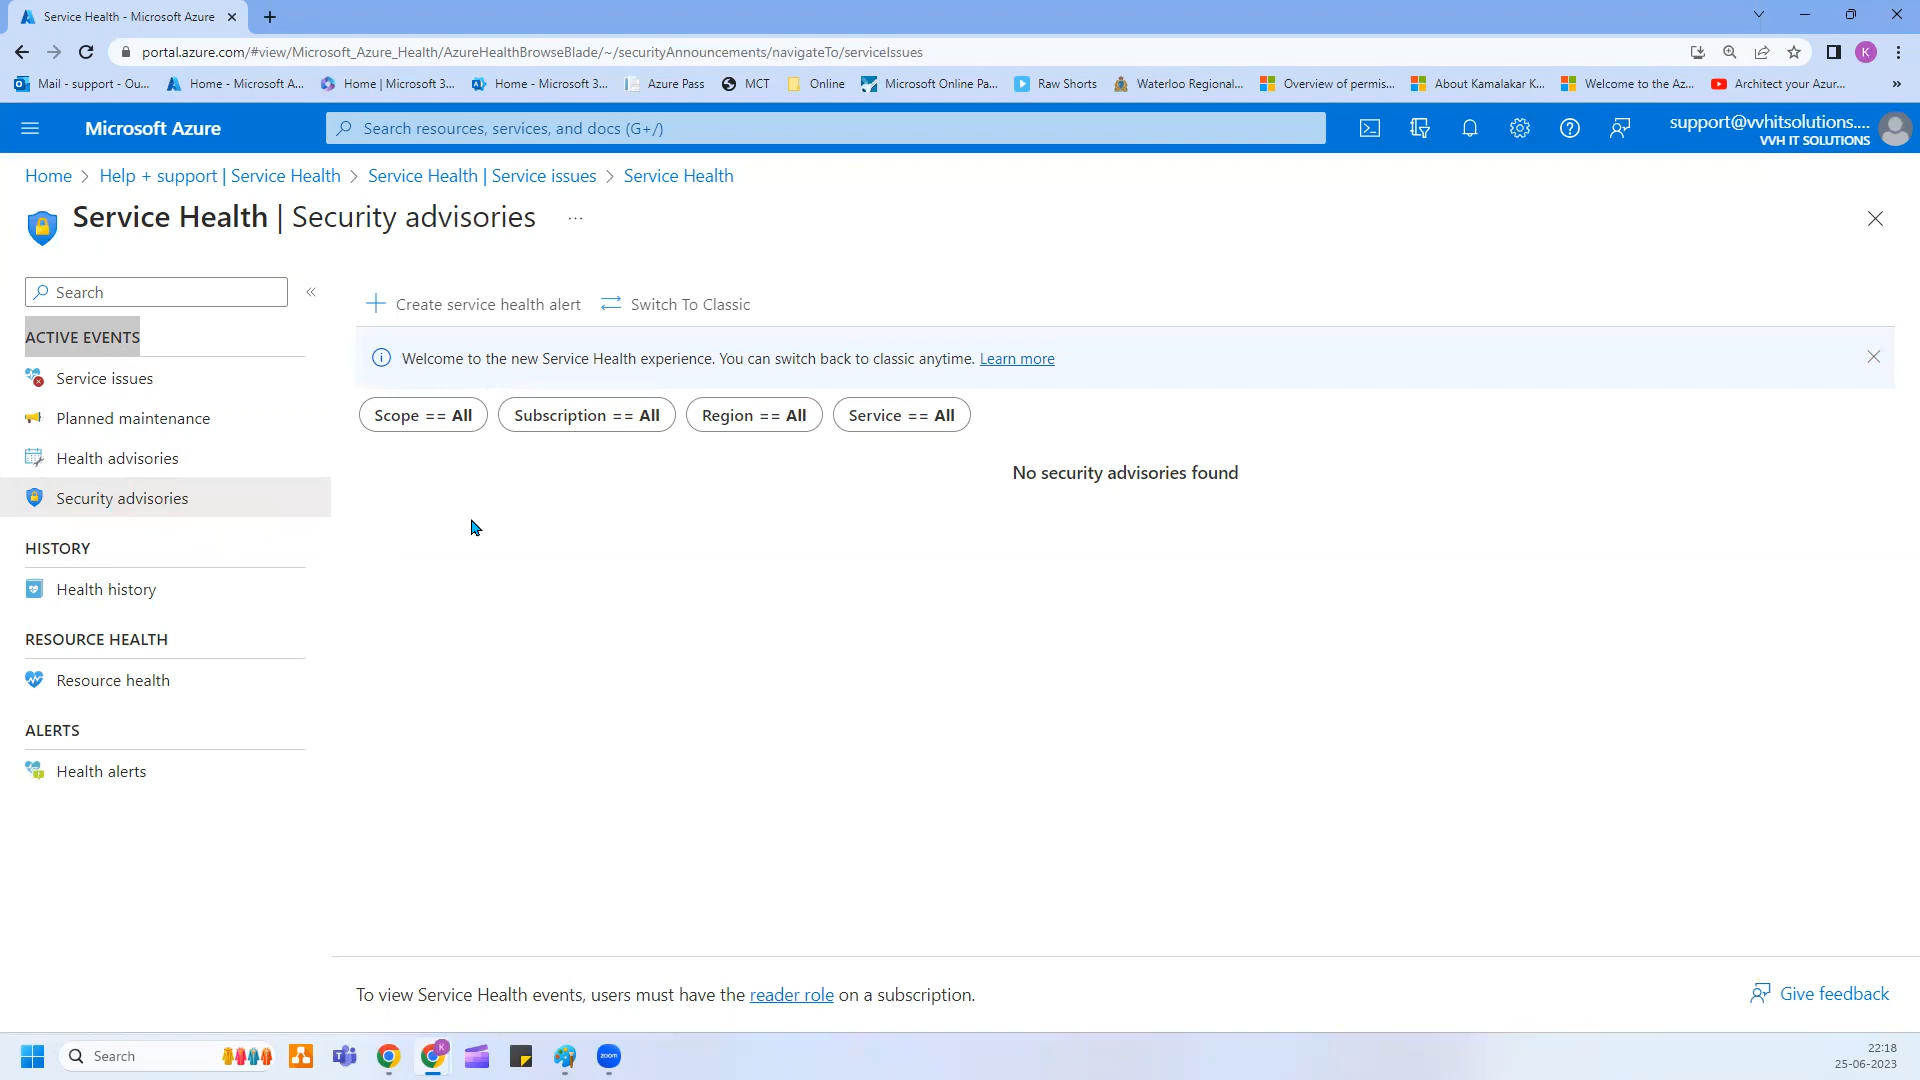 Service Health - Microsoft Azure
portal.azure.com/#view/Microsoft_Azure_Health/AzureHealthBrowseBlade/~/securityAnnouncements/navigateTo/serviceIssues
K
Mail - support - Ou...
Home - Microsoft A...
Home | Microsoft 3...
Home - Microsoft 3...
Azure Pass
MCT
Online
Microsoft Online Pa...
Raw Shorts
Waterloo Regional...
Overview of permis...
About Kamalakar K...
Welcome to the Az...
Architect your Azur...
»
Microsoft Azure
Search resources, services, and docs (G+/)
support@vvhitsolutions....
VVH IT SOLUTIONS
Home > Help + support | Service Health > Service Health | Service issues > Service Health
Service Health | Security advisories ...
Search
«
Create service health alert
Switch To Classic
ACTIVE EVENTS
Welcome to the new Service Health experience. You can switch back to classic anytime. Learn more
Service issues
Planned maintenance
Health advisories
Security advisories
Scope == All
Subscription == All
Region == All
Service == All
No security advisories found
HISTORY
Health history
RESOURCE HEALTH
Resource health
ALERTS
Health alerts
To view Service Health events, users must have the reader role on a subscription.
Give feedback
Search
K
zoom
22:18
25-06-2023